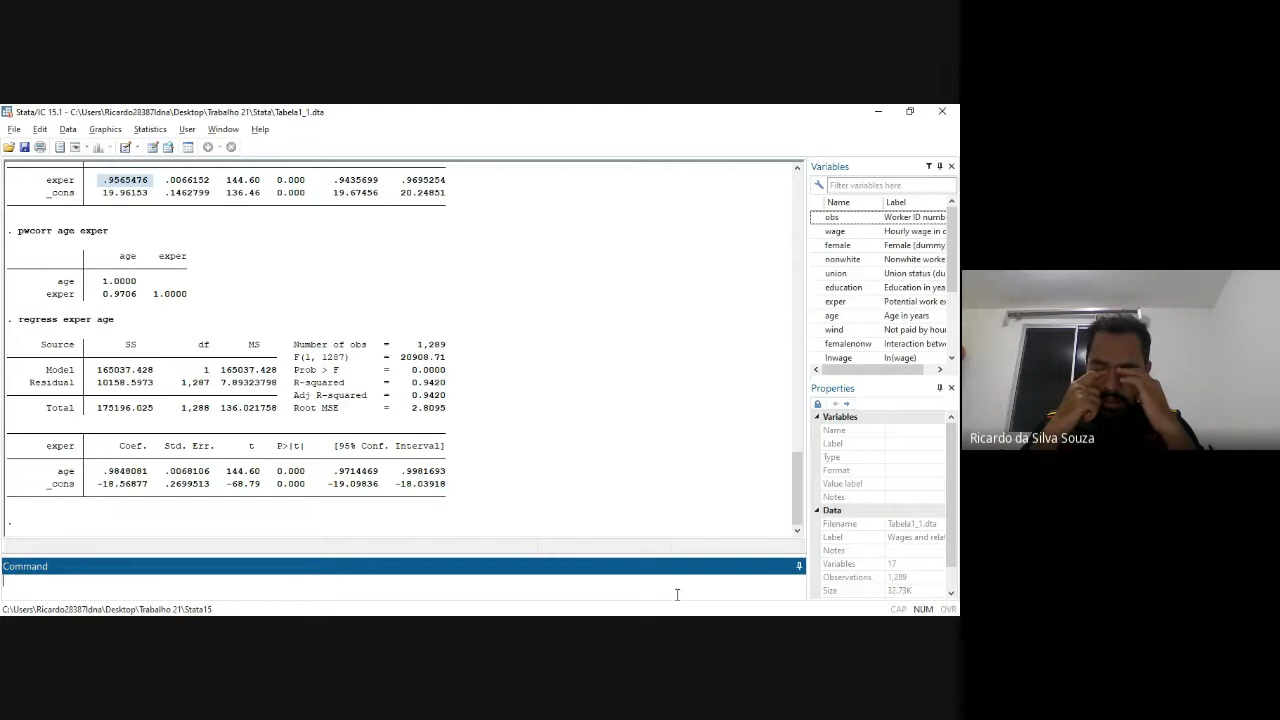 Stata/IC 15.1 - C:\Users\Ricardo28387ldna\Desktop\Trabalho 21\Stata\Tabela1_1.dta
File Edit Data Graphics Statistics User Window Help
exper .9565476 .0066152 144.60 0.000 .9435699 .9695254
_cons 19.96153 .1462799 136.46 0.000 19.67456 20.24851
. pwcorr age exper
age exper
age 1.0000
exper 0.9706 1.0000
. regress exper age
Source SS df MS Number of obs = 1,289
F(1, 1287) = 20908.71
Model 165037.428 1 165037.428 Prob > F = 0.0000
Residual 10158.5973 1,287 7.89323798 R-squared = 0.9420
Adj R-squared = 0.9420
Total 175196.025 1,288 136.021758 Root MSE = 2.8095
exper Coef. Std. Err. t P>|t| [95% Conf. Interval]
age .9848081 .0068106 144.60 0.000 .9714469 .9981693
_cons -18.56877 .2699513 -68.79 0.000 -19.09836 -18.03918
.
Command
C:\Users\Ricardo28387ldna\Desktop\Trabalho 21\Stata15
Variables
Filter variables here
Name Label
obs Worker ID numb
wage Hourly wage in d
female Female (dummy
nonwhite Nonwhite worke
union Union status (du
education Education in yea
exper Potential work ex
age Age in years
wind Not paid by hour
femalenonw Interaction betw
lnwage ln(wage)
Properties
Variables
Name
Label
Type
Format
Value label
Notes
Data
Filename Tabela1_1.dta
Label Wages and relat
Notes
Variables 17
Observations 1,289
Size 32.73K
CAP NUM OVR
Ricardo da Silva Souza